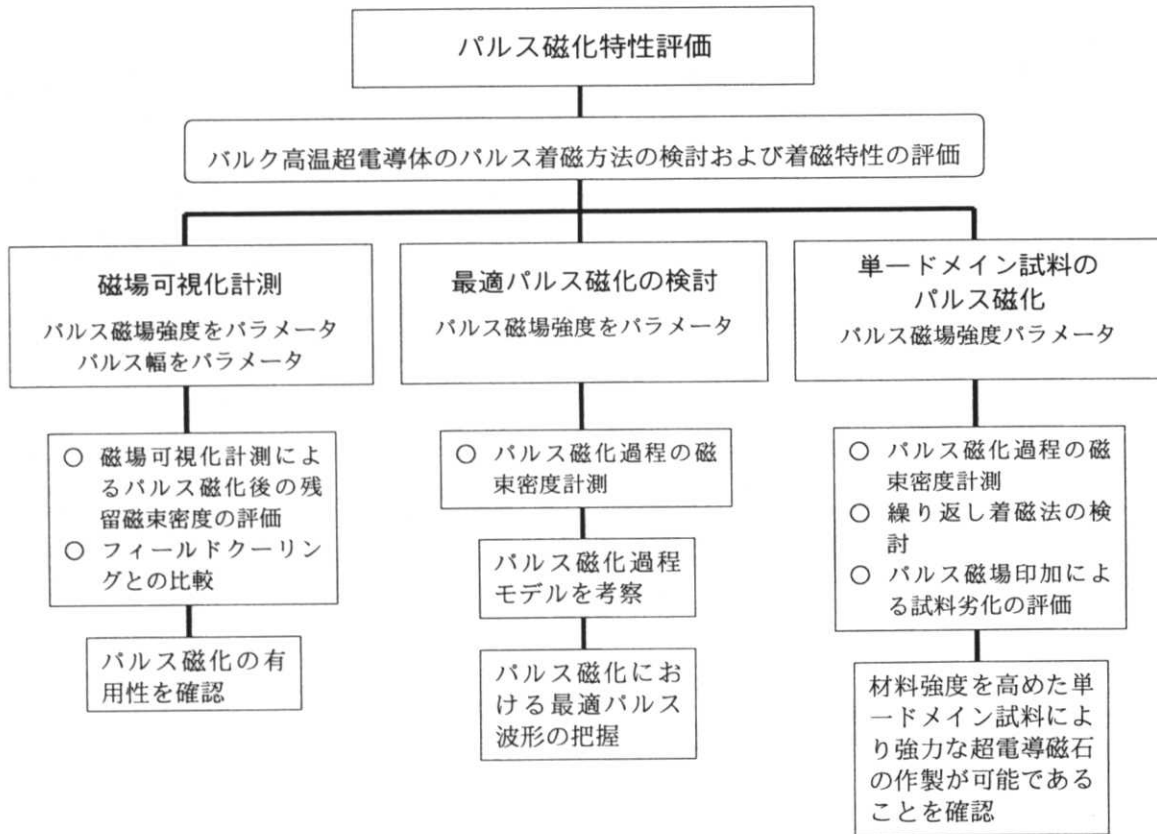 パルス磁化特性評価
バルク高温超電導体のパルス着磁方法の検討および着磁特性の評価
磁場可視化計測
パルス磁場強度をパラメータ
パルス幅をパラメータ
最適パルス磁化の検討
パルス磁場強度をパラメータ
単一ドメイン試料の
パルス磁化
パルス磁場強度パラメータ
○ 磁場可視化計測によ
るパルス磁化後の残
留磁束密度の評価
○ フィールドクーリン
グとの比較
パルス磁化の有
用性を確認
○ パルス磁化過程の磁
束密度計測
パルス磁化過程
モデルを考察
パルス磁化にお
ける最適パルス
波形の把握
○ パルス磁化過程の磁
束密度計測
○ 繰り返し着磁法の検
討
○ パルス磁場印加によ
る試料劣化の評価
材料強度を高めた単
一ドメイン試料によ
り強力な超電導磁石
の作製が可能である
ことを確認